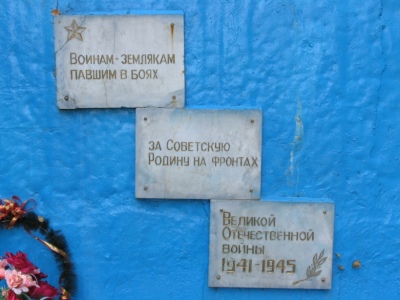 Воинам-землякам
павшим в боях
за Советскую
Родину на фронтах
Великой
Отечественной
войны
1941-1945